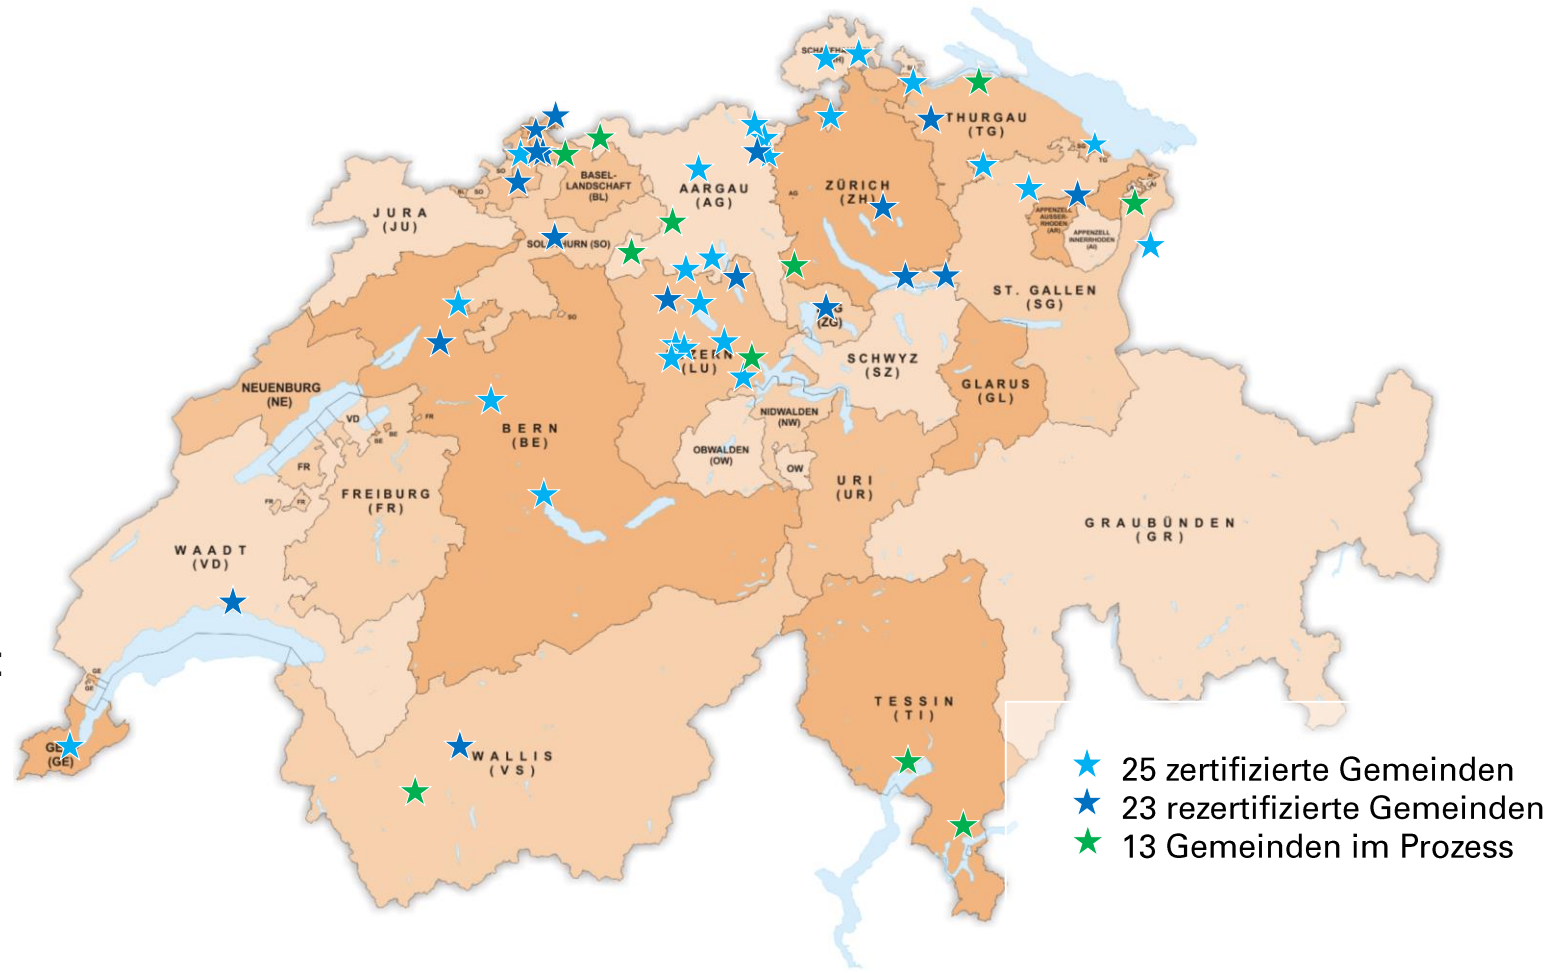 THURGAU
(TG)
SG
TG
BASEL-
LANDSCHAFT
(BL)
SO
BL
SO
AARGAU
(AG)
AG
ZÜRICH
(ZH)
JURA
(JU)
(SO)
APPENZELL
AUSSER-
RHODEN
(AR)
APPENZELL
INNERRHODEN
(AI)
ST. GALLEN
(SG)
SO
(ZG)
SCHWYZ
(SZ)
(LU)
GLARUS
(GL)
NEUENBURG
(NE)
VD
FR
BE
BE
NIDWALDEN
(NW)
BERN
(BE)
OBWALDEN
(OW)
OW
FR
FR
FR
FREIBURG
(FR)
URI
(UR)
GRAUBÜNDEN
(GR)
WAADT
(VD)
GE
GE
TESSIN
(TI)
GE
(GE)
WALLIS
(VS)
25 zertifizierte Gemeinden
23 rezertifizierte Gemeinden
13 Gemeinden im Prozess